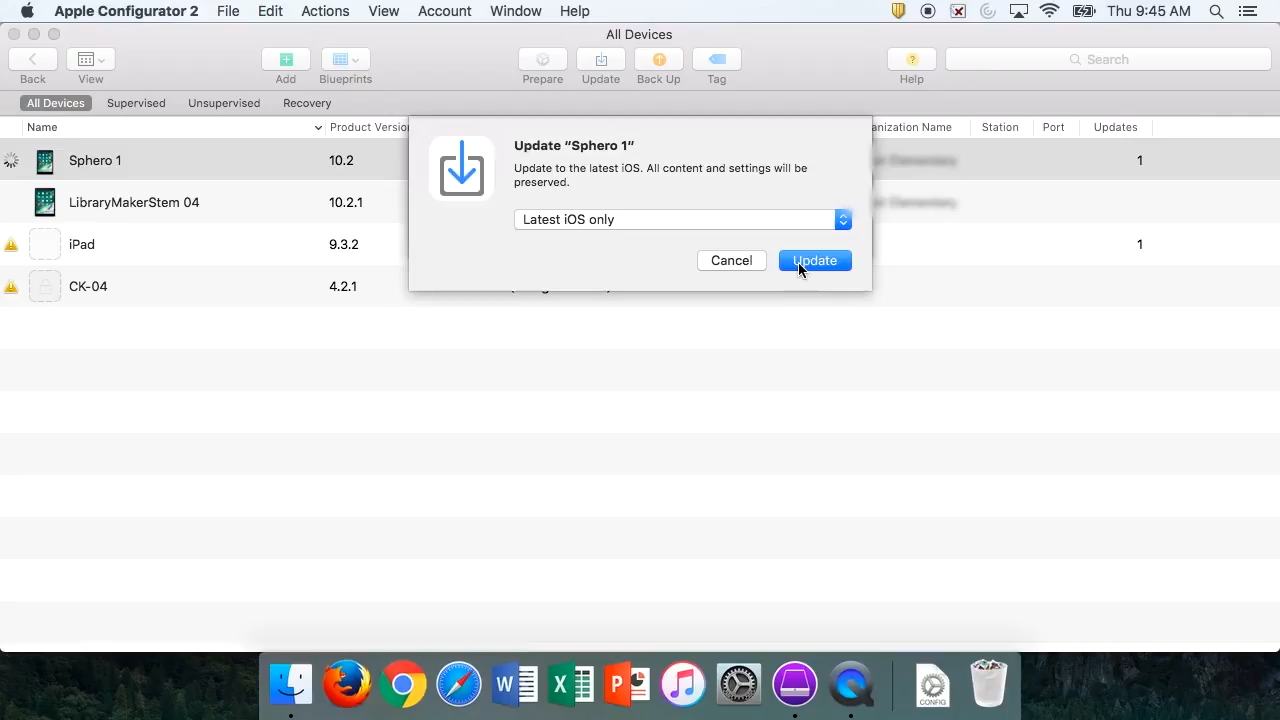 Apple Configurator 2 File Edit Actions View Account Window Help Thu 9:45 AM
All Devices
Search
Back View Add Blueprints Prepare Update Back Up Tag Help
All Devices Supervised Unsupervised Recovery
Name Product Versio anization Name Station Port Updates
Update “Sphero 1”
Update to the latest iOS. All content and settings will be
preserved.
Latest iOS only
Cancel Update
Sphero 1 10.2 Elementary 1
LibraryMakerStem 04 10.2.1 Elementary
iPad 9.3.2 1
CK-04 4.2.1
W X P
CONFIG